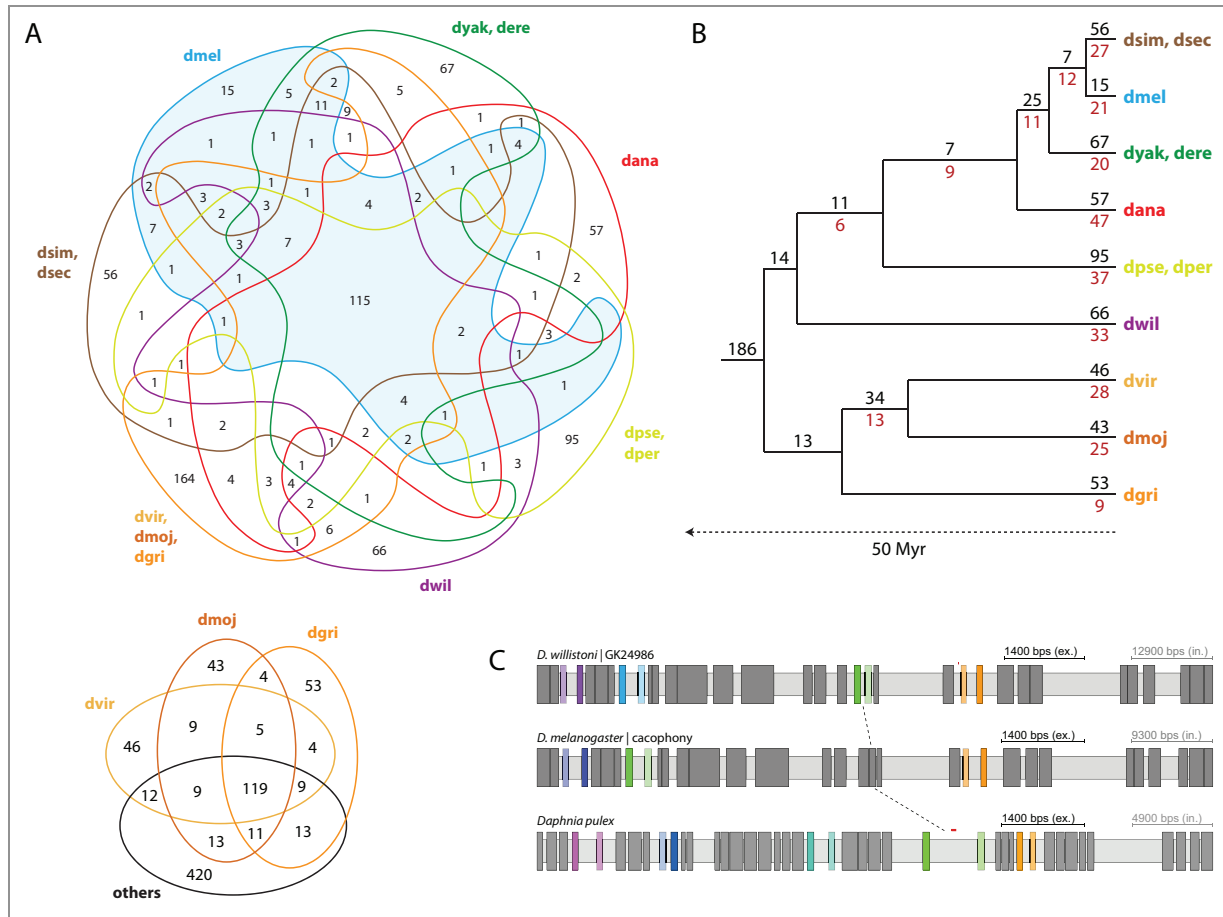 A
B
dyak, dere
dmel
67
15
5
2
5
11
9
1
1
1
1
1
1
1
4
dana
1
1
2
3
2
3
1
1
4
2
7
3
7
57
dsim,
dsec
56
1
1
1
2
1
115
1
1
2
3
1
1
1
4
1
1
2
1
2
2
1
95
dpse,
dper
164
4
3
1
4
1
3
2
1
6
1
66
dvir,
dmoj,
dgri
dwil
56
27
dsim, dsec
7
12
15
21
dmel
25
11
67
20
dyak, dere
7
9
57
47
dana
11
6
95
37
dpse, dper
14
66
33
dwil
186
46
28
dvir
34
13
43
25
dmoj
13
53
9
dgri
50 Myr
dmoj
dgri
43
4
53
dvir
9
5
46
4
12
9
119
9
13
11
13
420
others
C
D. willistoni | GK24986
1400 bps (ex.)
12900 bps (in.)
D. melanogaster | cacophony
1400 bps (ex.)
9300 bps (in.)
Daphnia pulex
1400 bps (ex.)
4900 bps (in.)